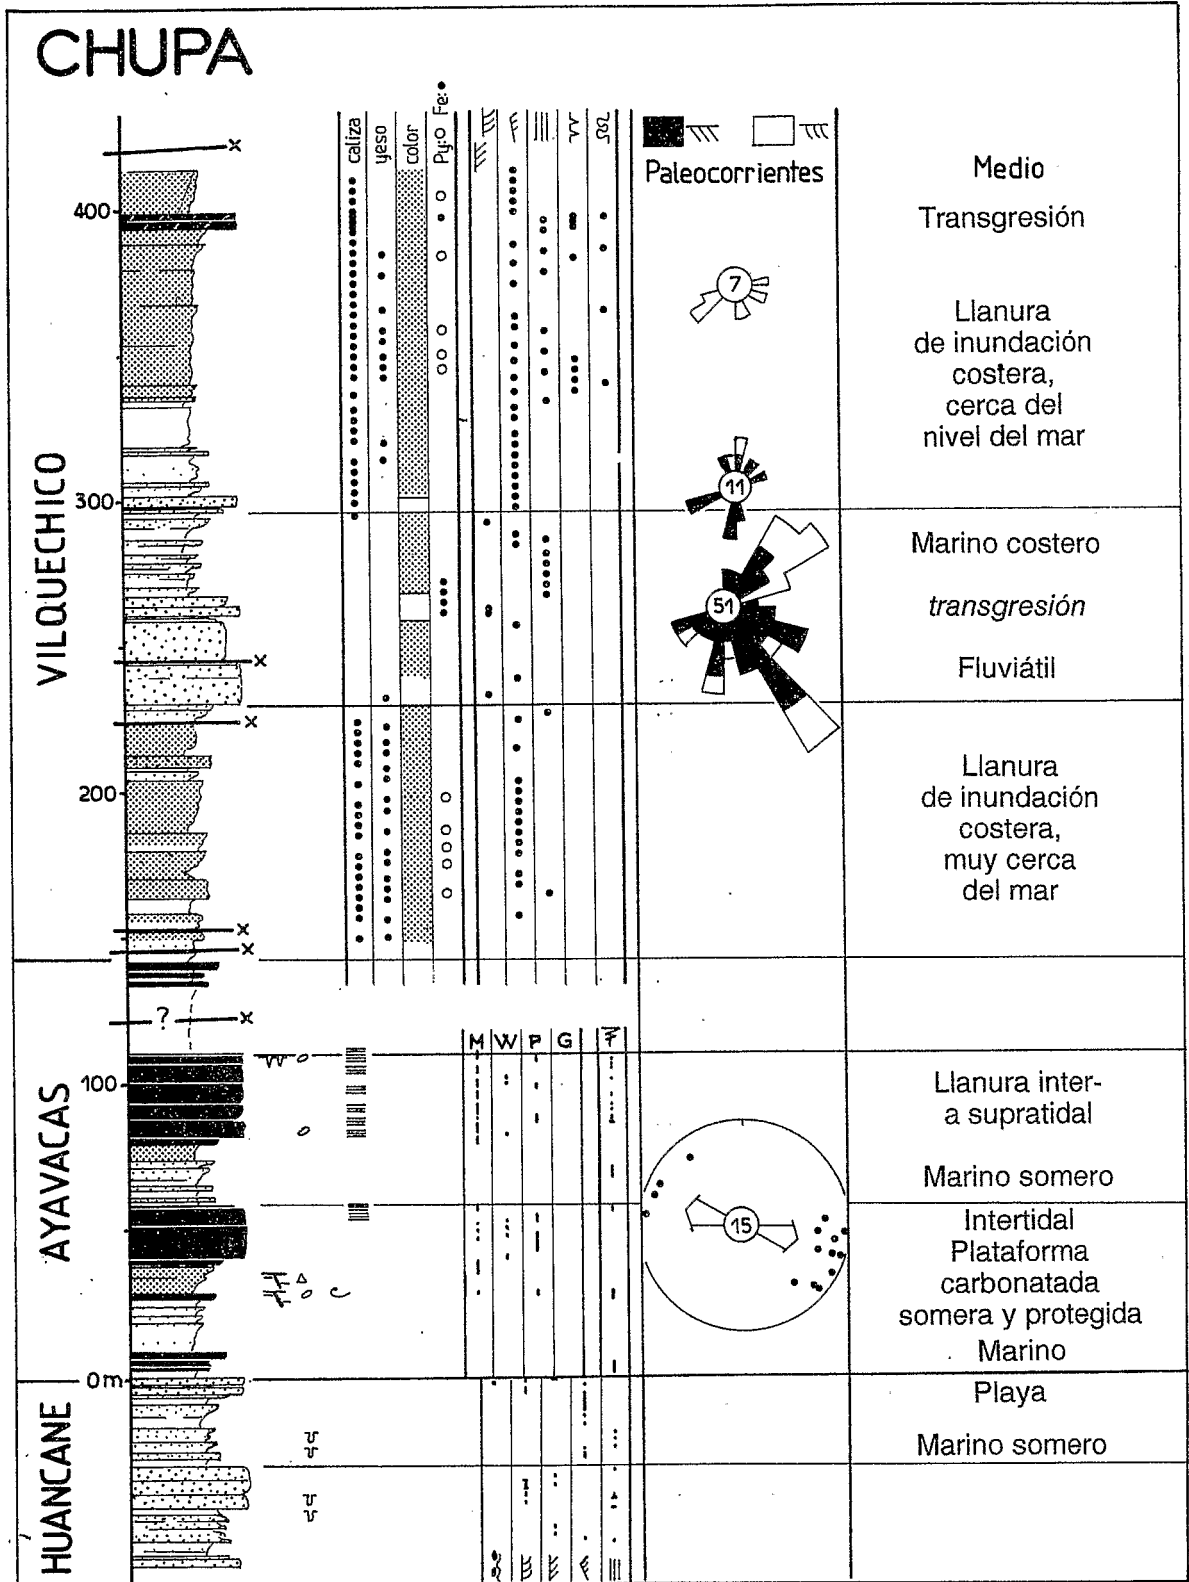 CHUPA
caliza
yeso
color
Py:O Fe:●
Paleocorrientes
Medio
400
Transgresión
7
Llanura
de inundación
costera,
cerca del
nivel del mar
VILQUECHICO
11
300
Marino costero
51
transgresión
Fluviátil
200
Llanura
de inundación
costera,
muy cerca
del mar
?
M W P G
AYAVACAS
100
Llanura inter-
a supratidal
Marino somero
15
Intertidal
Plataforma
carbonatada
somera y protegida
Marino
0m
Playa
HUANCANE
Marino somero